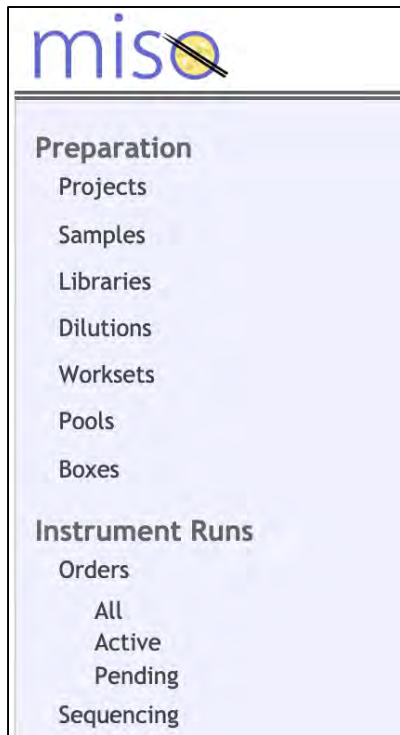 miso
Preparation
Projects
Samples
Libraries
Dilutions
Worksets
Pools
Boxes
Instrument Runs
Orders
All
Active
Pending
Sequencing